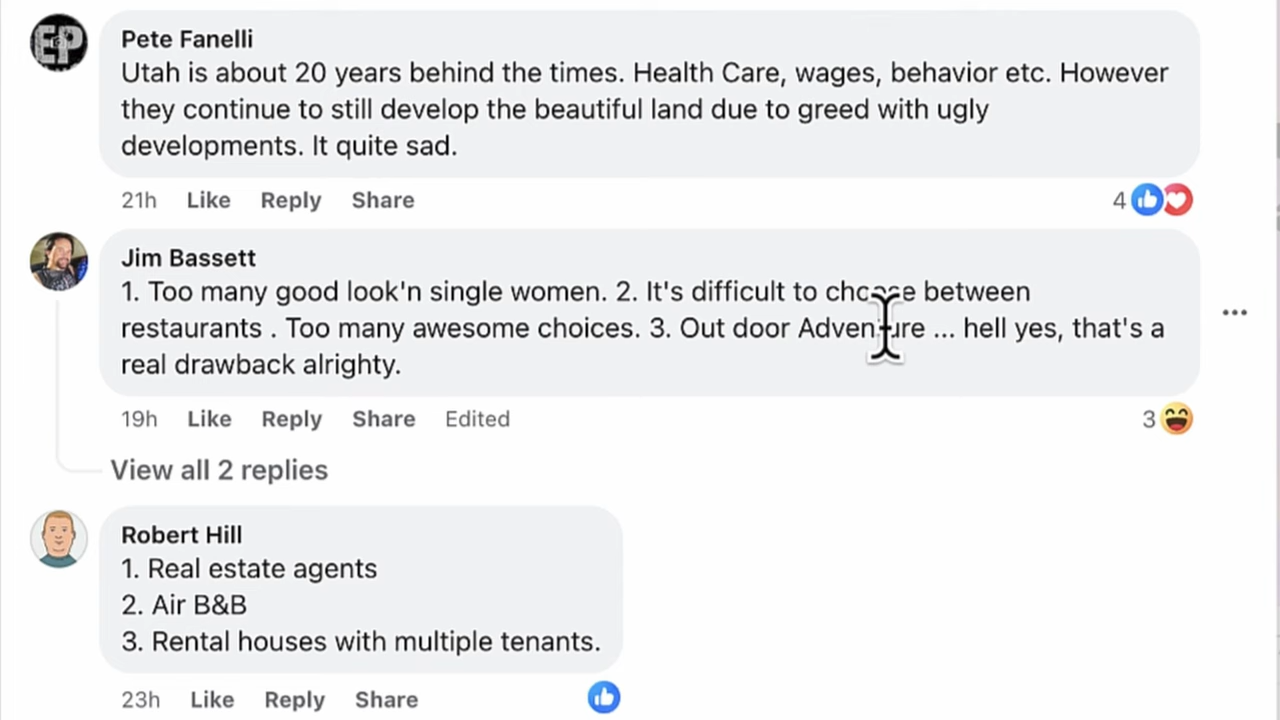 EP
Pete Fanelli
Utah is about 20 years behind the times. Health Care, wages, behavior etc. However
they continue to still develop the beautiful land due to greed with ugly
developments. It quite sad.
21h Like Reply Share 4
Jim Bassett
1. Too many good look'n single women. 2. It's difficult to choose between
restaurants . Too many awesome choices. 3. Out door Adventure ... hell yes, that's a
real drawback alrighty.
19h Like Reply Share Edited 3
View all 2 replies
Robert Hill
1. Real estate agents
2. Air B&B
3. Rental houses with multiple tenants.
23h Like Reply Share